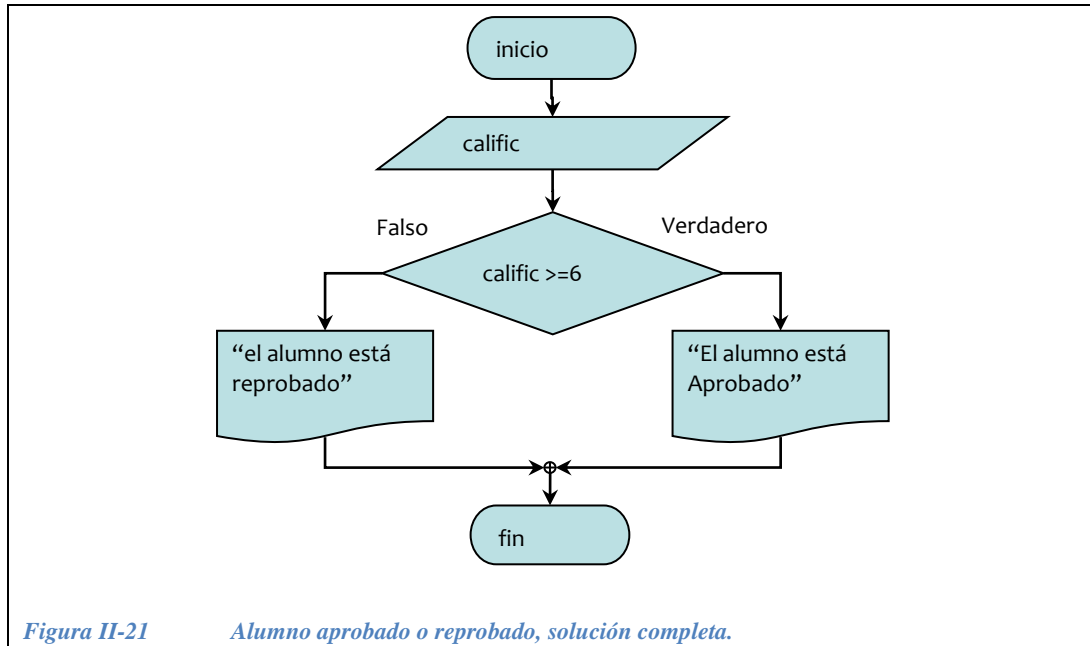 inicio
calific
Falso
Verdadero
calific >=6
“el alumno está
reprobado”
“El alumno está
Aprobado”
fin
Figura II-21 Alumno aprobado o reprobado, solución completa.